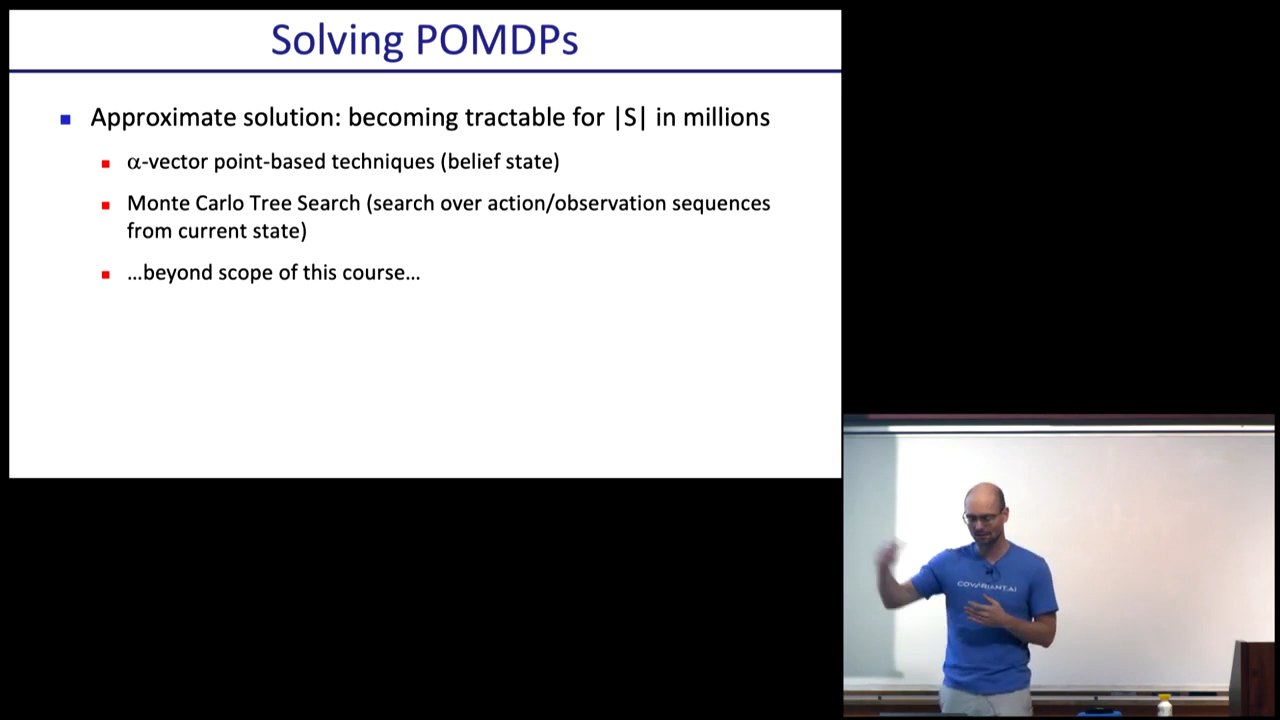 Solving POMDPs
Approximate solution: becoming tractable for |S| in millions
α-vector point-based techniques (belief state)
Monte Carlo Tree Search (search over action/observation sequences
from current state)
…beyond scope of this course…
COVARIANT.AI